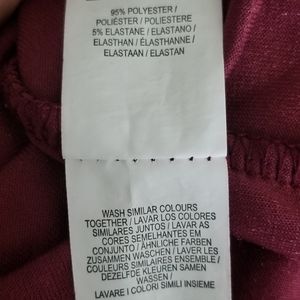 95% POLYESTER /
POLIÉSTER / POLIESTERE
5% ELASTANE / ELASTANO /
ELASTHAN / ÉLASTHANNE /
ELASTAAN / ELASTAN
WASH SIMILAR COLOURS
TOGETHER / LAVAR LOS COLORES
SIMILARES JUNTOS / LAVAR AS
CORES SEMELHANTES EM
CONJUNTO / ÄHNLICHE FARBEN
ZUSAMMEN WASCHEN / LAVER LES
COULEURS SIMILAIRES ENSEMBLE /
DEZELFDE KLEUREN SAMEN
WASSEN /
LAVARE I COLORI SIMILI INSIEME